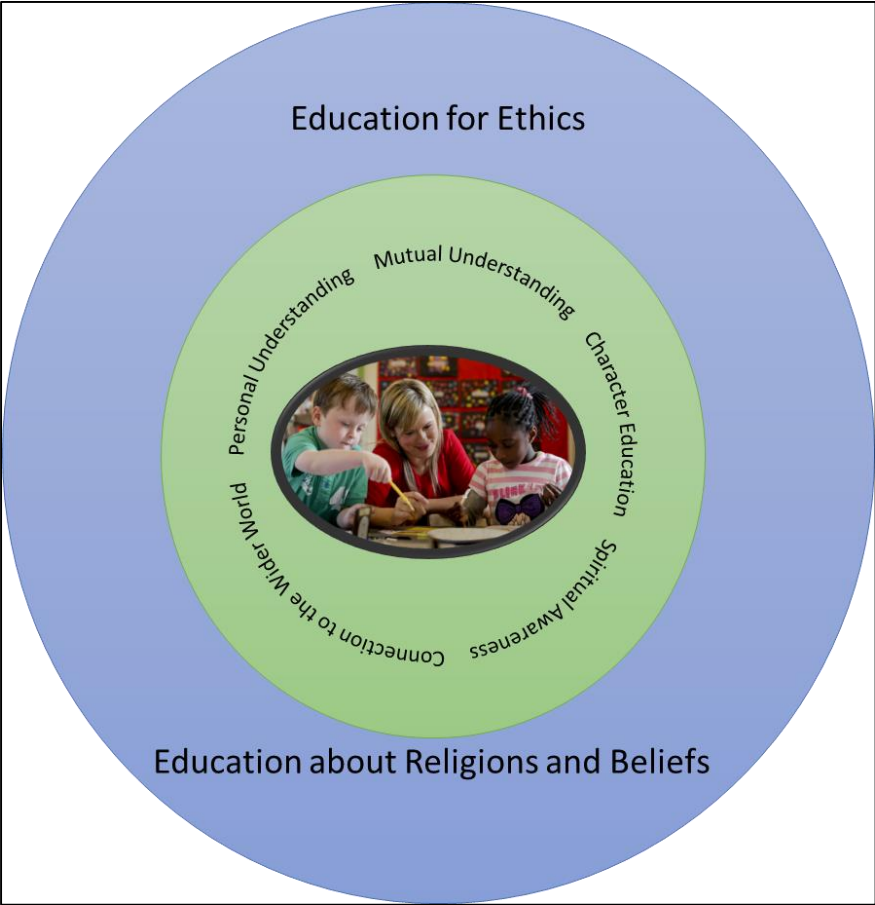 Education for Ethics
Personal Understanding
Mutual Understanding
Character Education
Spiritual Awareness
Connection to the Wider World
Education about Religions and Beliefs